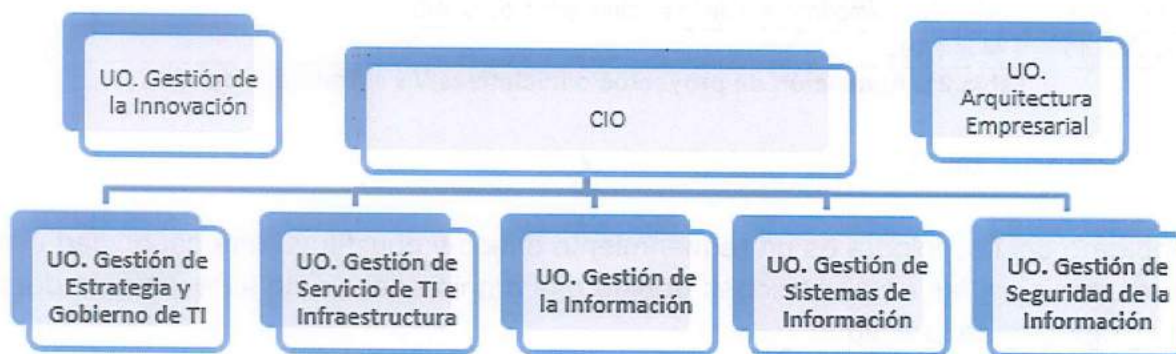 UO. Gestión de
la Innovación
CIO
UO.
Arquitectura
Empresarial
UO. Gestión de
Estrategia y
Gobierno de TI
UO. Gestión de
Servicio de TI e
Infraestructura
UO. Gestión de
la Información
UO. Gestión de
Sistemas de
Información
UO. Gestión de
Seguridad de la
Información